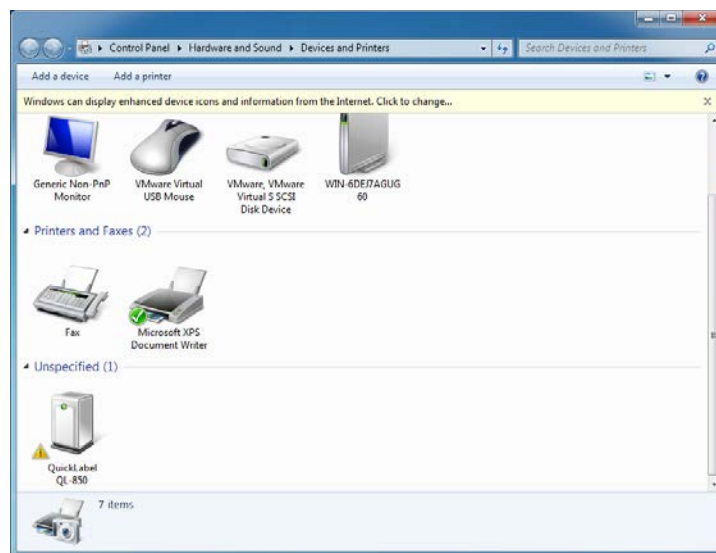 Control Panel ▸ Hardware and Sound ▸ Devices and Printers
Search Devices and Printers
Add a device Add a printer
Windows can display enhanced device icons and information from the Internet. Click to change...
Generic Non-PnP
Monitor
VMware Virtual
USB Mouse
VMware, VMware
Virtual S SCSI
Disk Device
WIN-6DEJ7AGUG
60
Printers and Faxes (2)
Fax
Microsoft XPS
Document Writer
Unspecified (1)
QuickLabel
QL-850
7 items